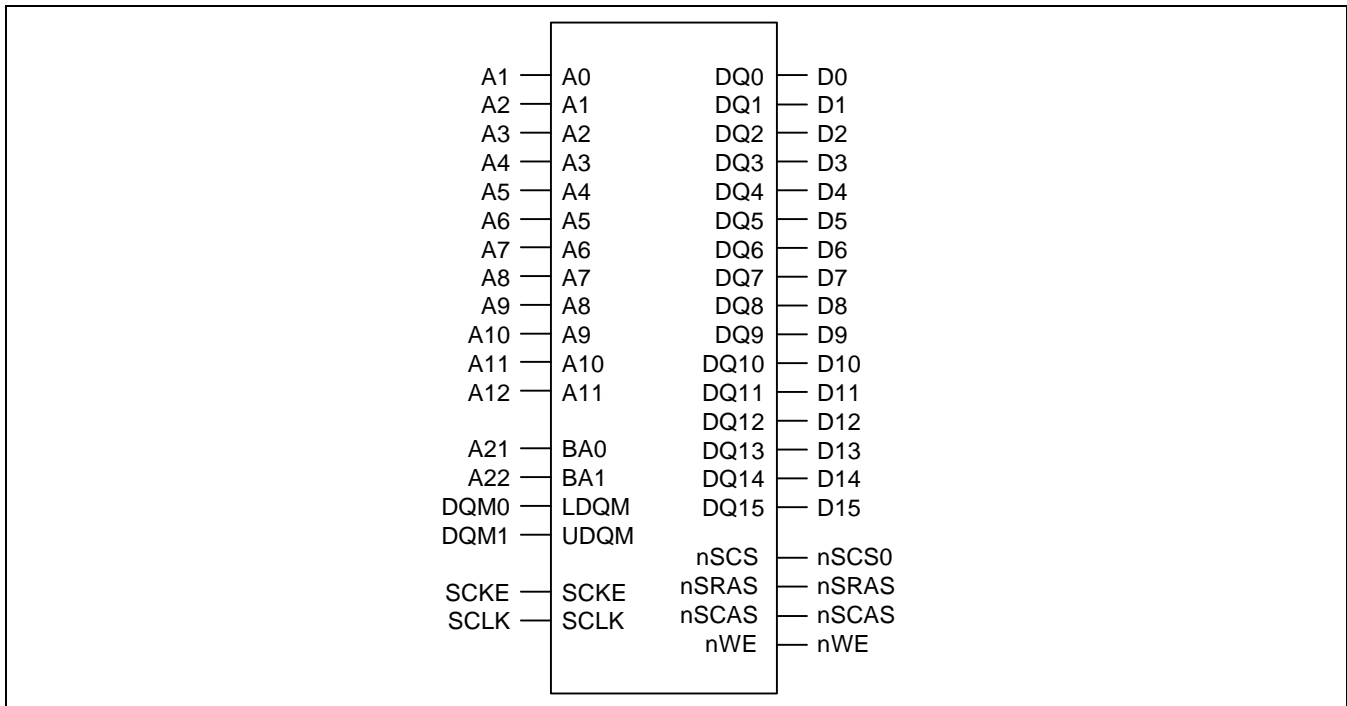 A1 A0 DQ0 D0
A2 A1 DQ1 D1
A3 A2 DQ2 D2
A4 A3 DQ3 D3
A5 A4 DQ4 D4
A6 A5 DQ5 D5
A7 A6 DQ6 D6
A8 A7 DQ7 D7
A9 A8 DQ8 D8
A10 A9 DQ9 D9
A11 A10 DQ10 D10
A12 A11 DQ11 D11
DQ12 D12
A21 BA0 DQ13 D13
A22 BA1 DQ14 D14
DQM0 LDQM DQ15 D15
DQM1 UDQM
nSCS nSCS0
SCKE SCKE nSRAS nSRAS
SCLK SCLK nSCAS nSCAS
nWE nWE